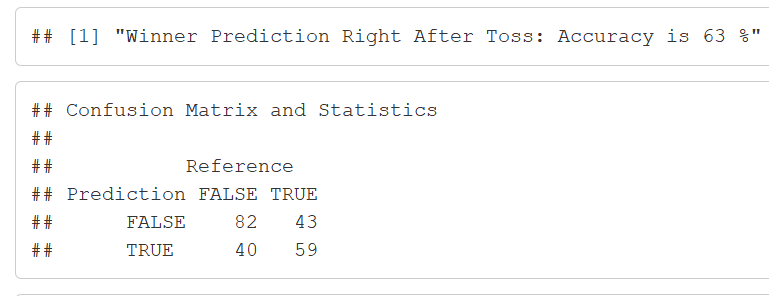 ## [1] "Winner Prediction Right After Toss: Accuracy is 63 %"
## Confusion Matrix and Statistics
##
##           Reference
## Prediction FALSE TRUE
##      FALSE    82   43
##      TRUE     40   59